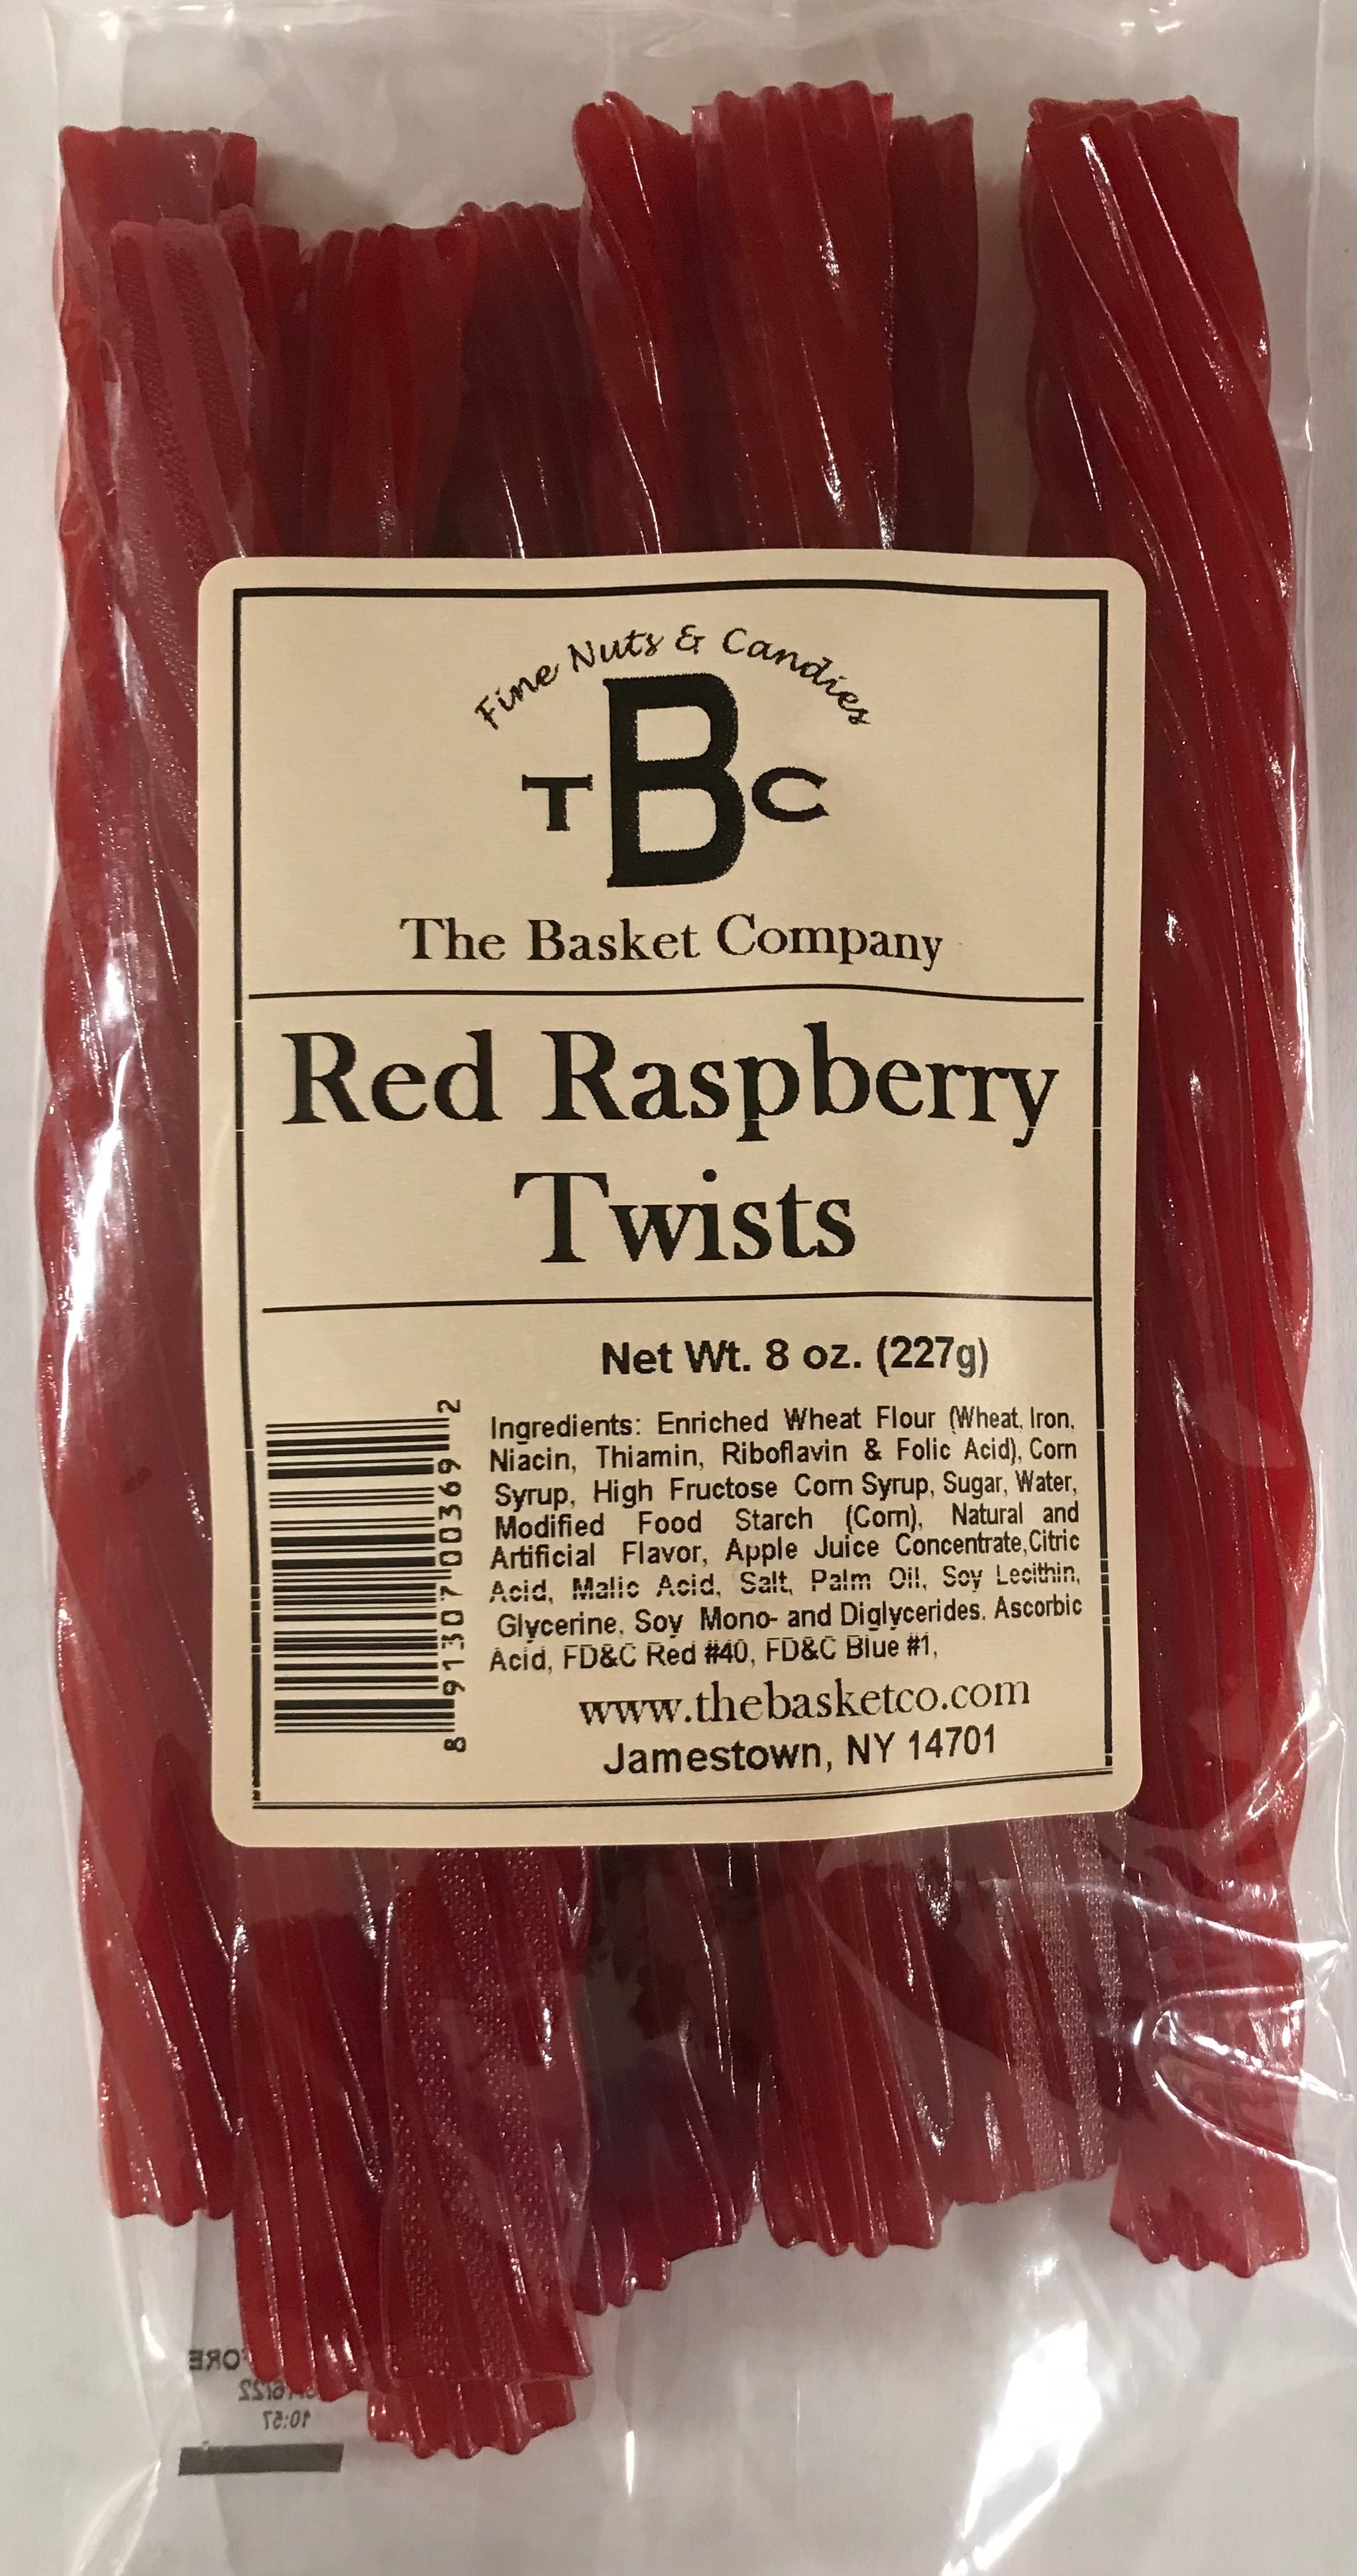 Fine Nuts & Candies
T B C
The Basket Company
Red Raspberry
Twists
Net Wt. 8 oz. (227g)
Ingredients: Enriched Wheat Flour (Wheat, Iron,
Niacin, Thiamin, Riboflavin & Folic Acid), Corn
Syrup, High Fructose Corn Syrup, Sugar, Water,
Modified Food Starch (Corn), Natural and
Artificial Flavor, Apple Juice Concentrate,Citric
Acid, Malic Acid, Salt, Palm Oil, Soy Lecithin,
Glycerine, Soy Mono- and Diglycerides, Ascorbic
Acid, FD&C Red #40, FD&C Blue #1,
8 91307 00369 2
www.thebasketco.com
Jamestown, NY 14701
10:57